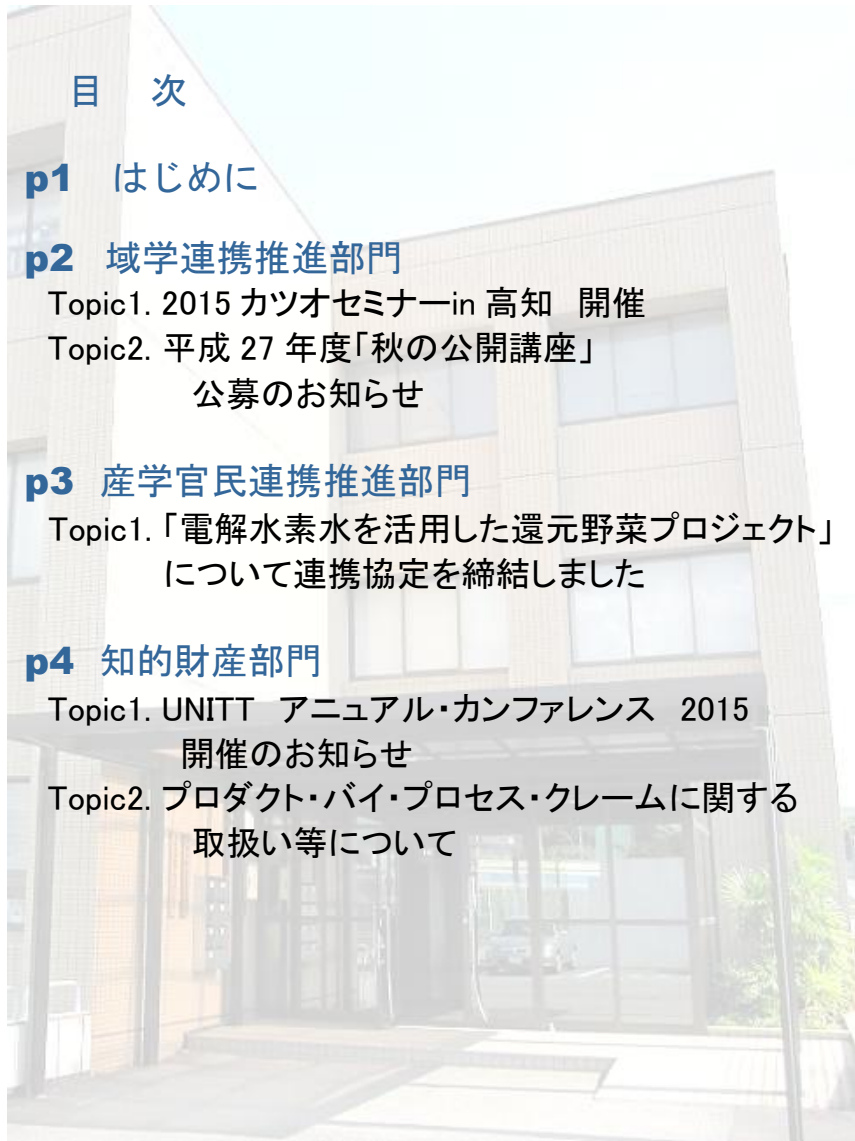 目 次
p1 はじめに
p2 域学連携推進部門
Topic1. 2015 カツオセミナーin 高知 開催
Topic2. 平成 27 年度「秋の公開講座」
公募のお知らせ
p3 産学官民連携推進部門
Topic1.「電解水素水を活用した還元野菜プロジェクト」
について連携協定を締結しました
p4 知的財産部門
Topic1. UNITT アニュアル・カンファレンス 2015
開催のお知らせ
Topic2. プロダクト・バイ・プロセス・クレームに関する
取扱い等について